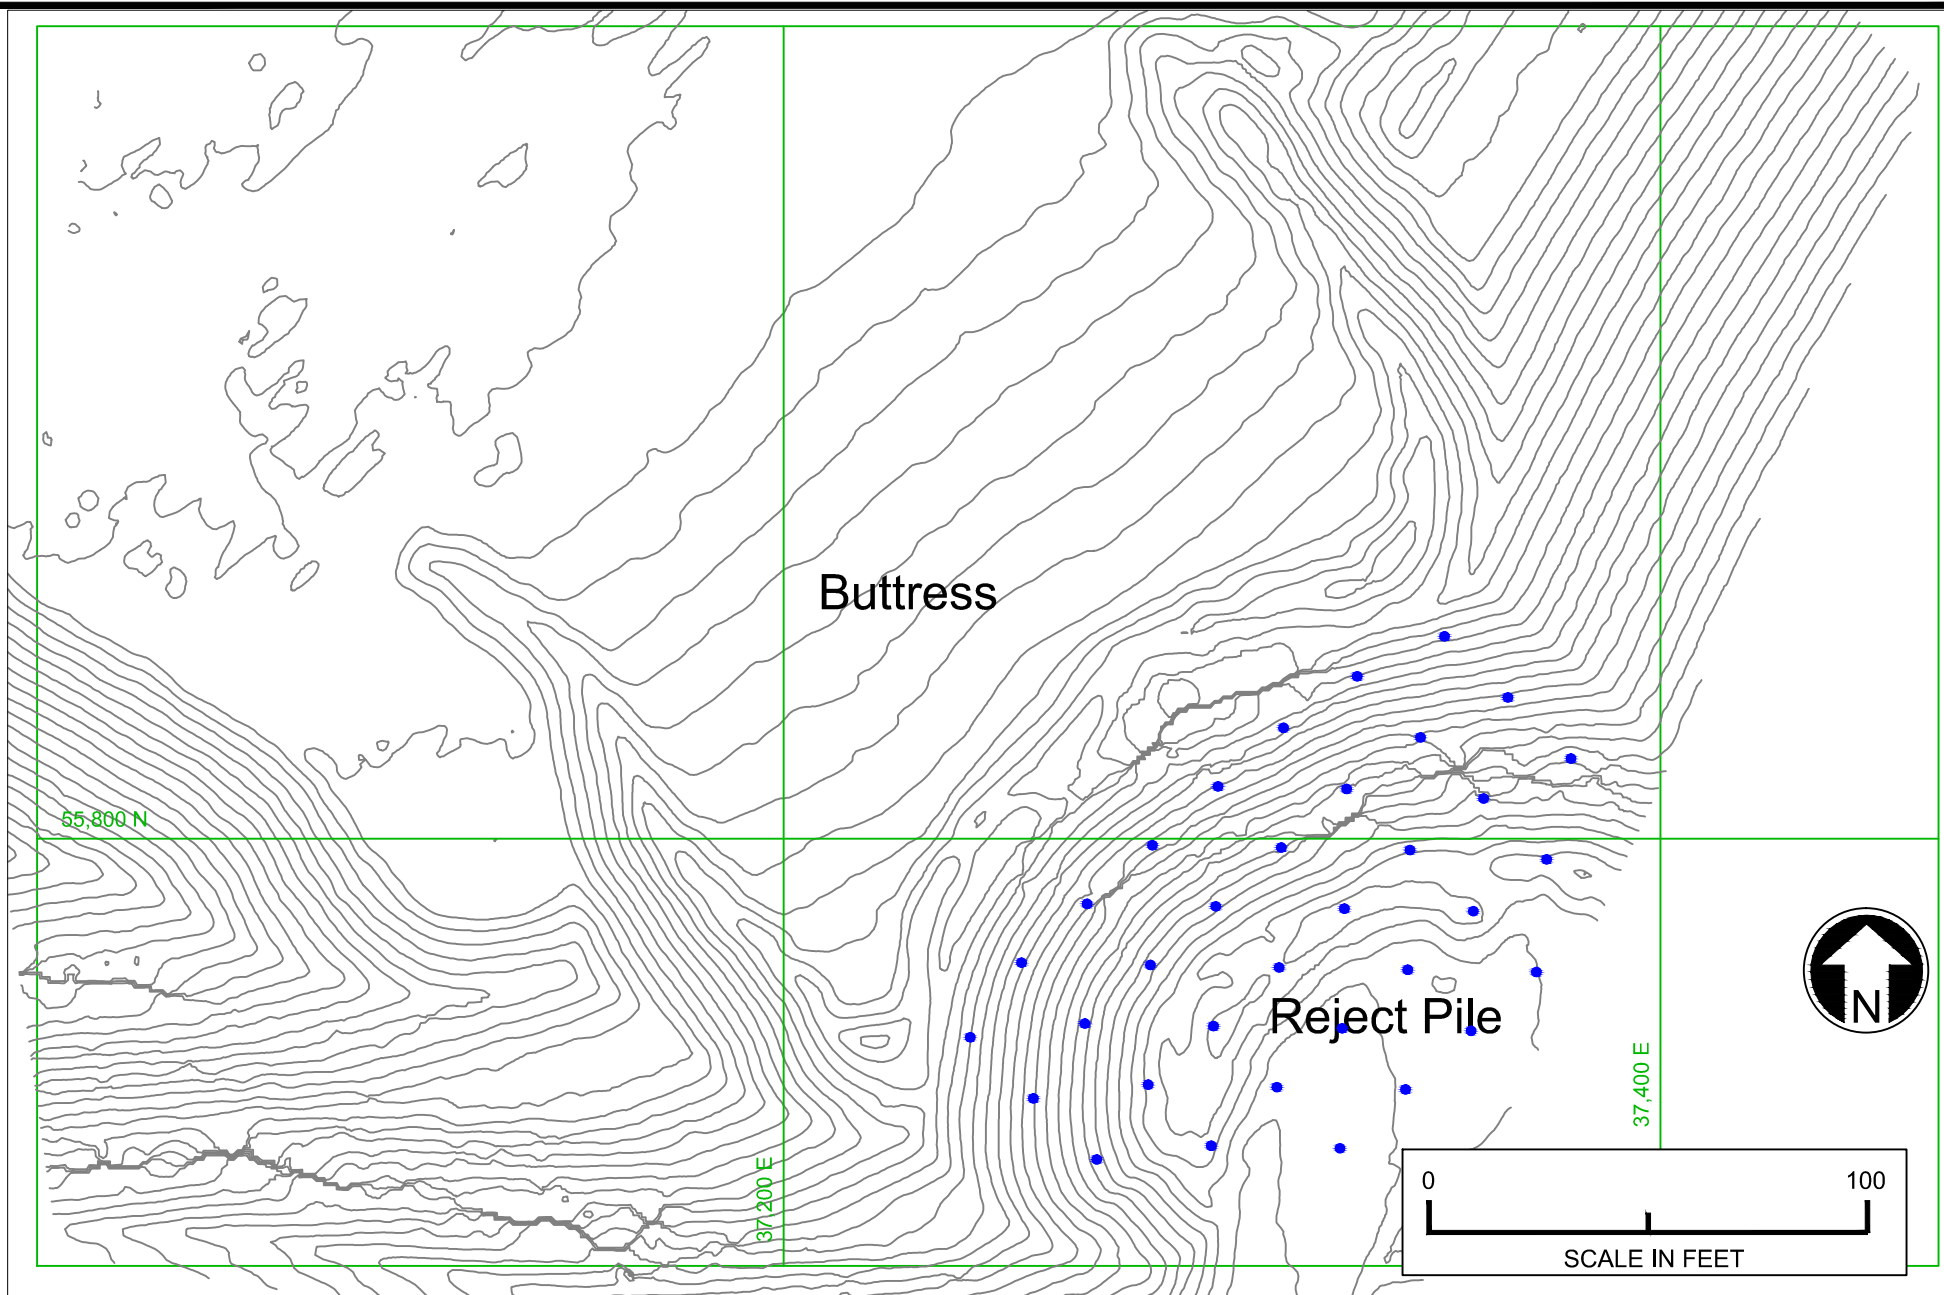 Buttress
55,800 N
Reject Pile
N
37,400 E
37,200 E
0 100
SCALE IN FEET